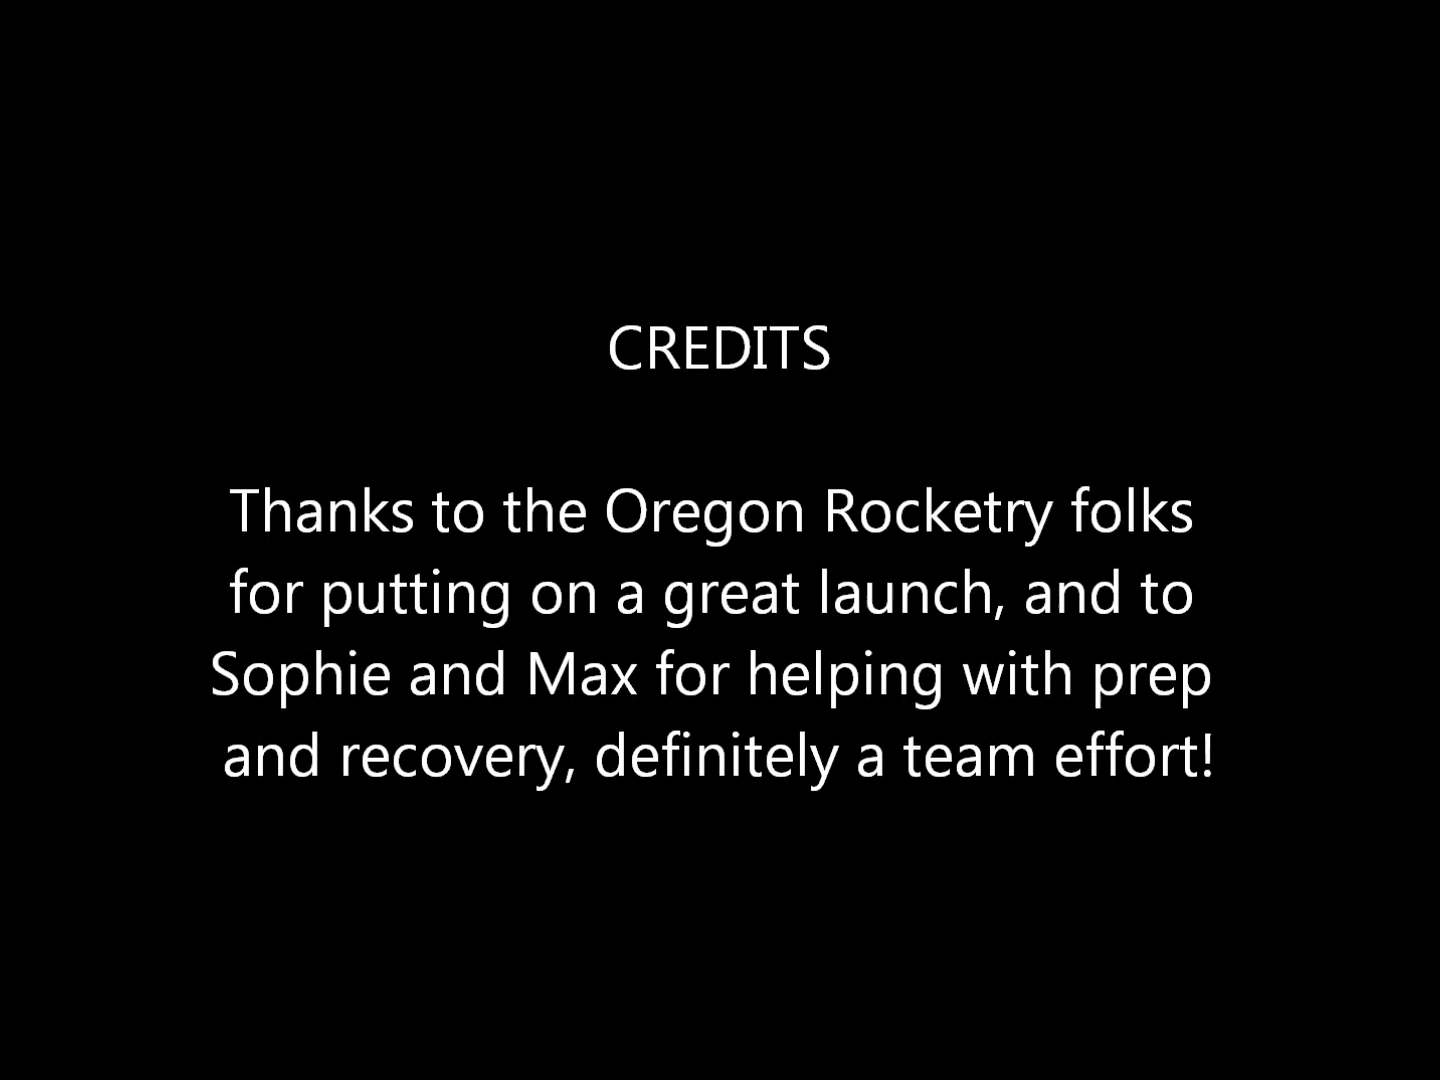 CREDITS
Thanks to the Oregon Rocketry folks
for putting on a great launch, and to
Sophie and Max for helping with prep
and recovery, definitely a team effort!